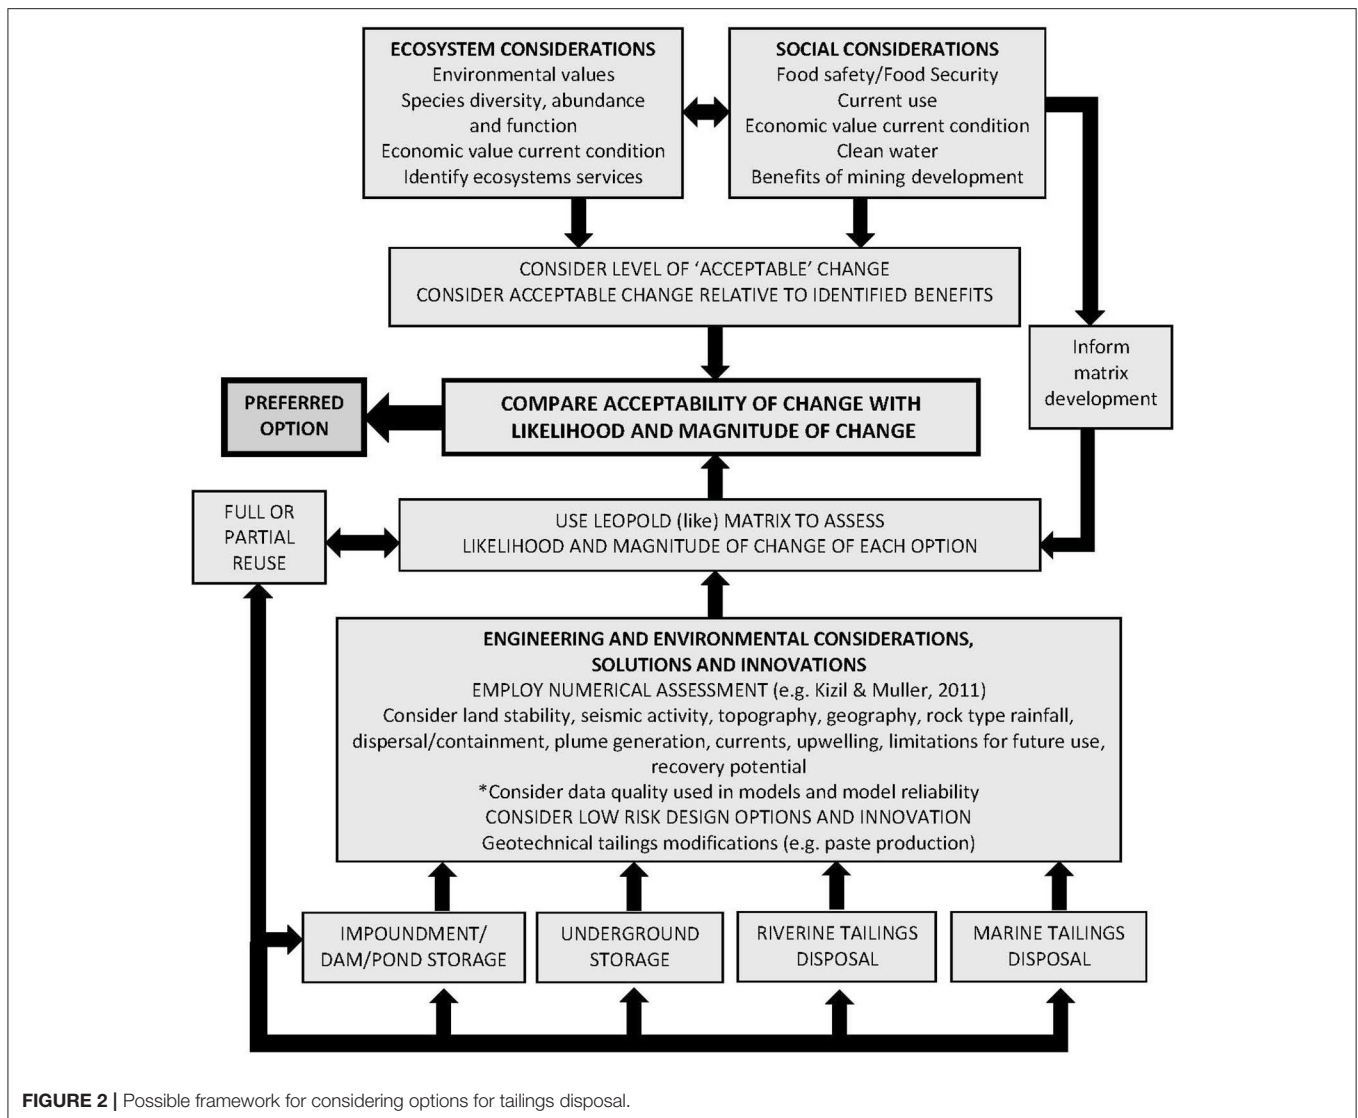 ECOSYSTEM CONSIDERATIONS
Environmental values
Species diversity, abundance
and function
Economic value current condition
Identify ecosystems services
SOCIAL CONSIDERATIONS
Food safety/Food Security
Current use
Economic value current condition
Clean water
Benefits of mining development
CONSIDER LEVEL OF ‘ACCEPTABLE’ CHANGE
CONSIDER ACCEPTABLE CHANGE RELATIVE TO IDENTIFIED BENEFITS
Inform
matrix
development
PREFERRED
OPTION
COMPARE ACCEPTABILITY OF CHANGE WITH
LIKELIHOOD AND MAGNITUDE OF CHANGE
FULL OR
PARTIAL
REUSE
USE LEOPOLD (like) MATRIX TO ASSESS
LIKELIHOOD AND MAGNITUDE OF CHANGE OF EACH OPTION
ENGINEERING AND ENVIRONMENTAL CONSIDERATIONS,
SOLUTIONS AND INNOVATIONS
EMPLOY NUMERICAL ASSESSMENT (e.g. Kizil & Muller, 2011)
Consider land stability, seismic activity, topography, geography, rock type rainfall,
dispersal/containment, plume generation, currents, upwelling, limitations for future use,
recovery potential
*Consider data quality used in models and model reliability
CONSIDER LOW RISK DESIGN OPTIONS AND INNOVATION
Geotechnical tailings modifications (e.g. paste production)
IMPOUNDMENT/
DAM/POND STORAGE
UNDERGROUND
STORAGE
RIVERINE TAILINGS
DISPOSAL
MARINE TAILINGS
DISPOSAL
FIGURE 2 | Possible framework for considering options for tailings disposal.